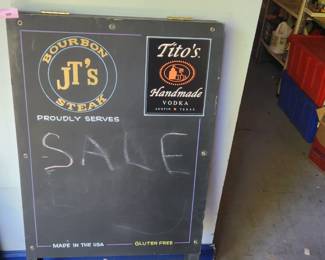 BOURBON
JT's
STEAK
Tito's
Handmade
VODKA
AUSTIN TEXAS
PROUDLY SERVES
SALE
MADE IN THE USA
GLUTEN FREE